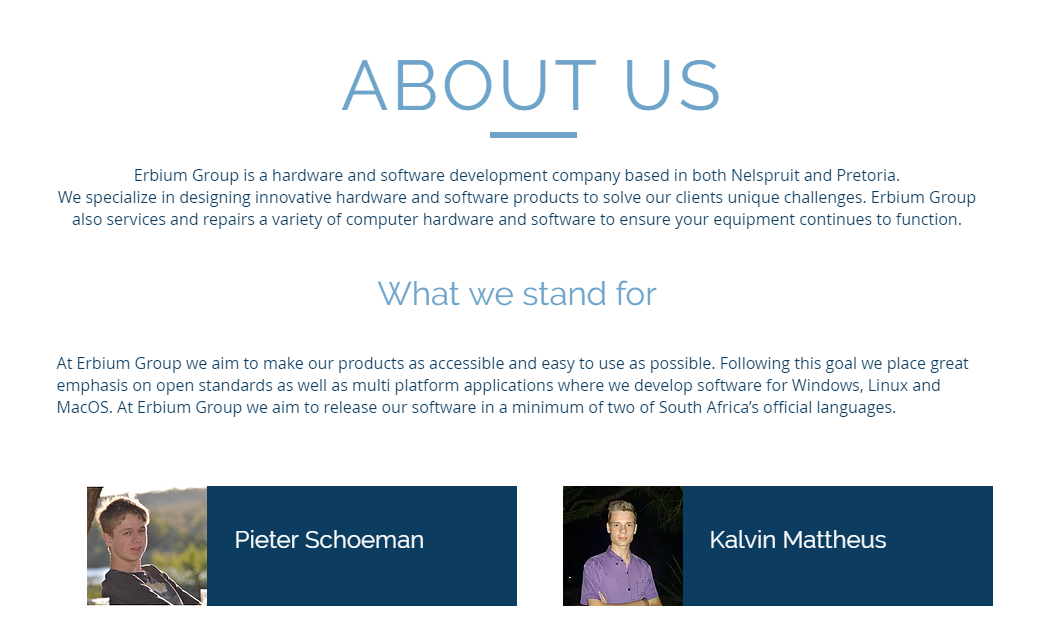 ABOUT US
Erbium Group is a hardware and software development company based in both Nelspruit and Pretoria.
We specialize in designing innovative hardware and software products to solve our clients unique challenges. Erbium Group
also services and repairs a variety of computer hardware and software to ensure your equipment continues to function.
What we stand for
At Erbium Group we aim to make our products as accessible and easy to use as possible. Following this goal we place great
emphasis on open standards as well as multi platform applications where we develop software for Windows, Linux and
MacOS. At Erbium Group we aim to release our software in a minimum of two of South Africa’s official languages.
Pieter Schoeman
Kalvin Mattheus